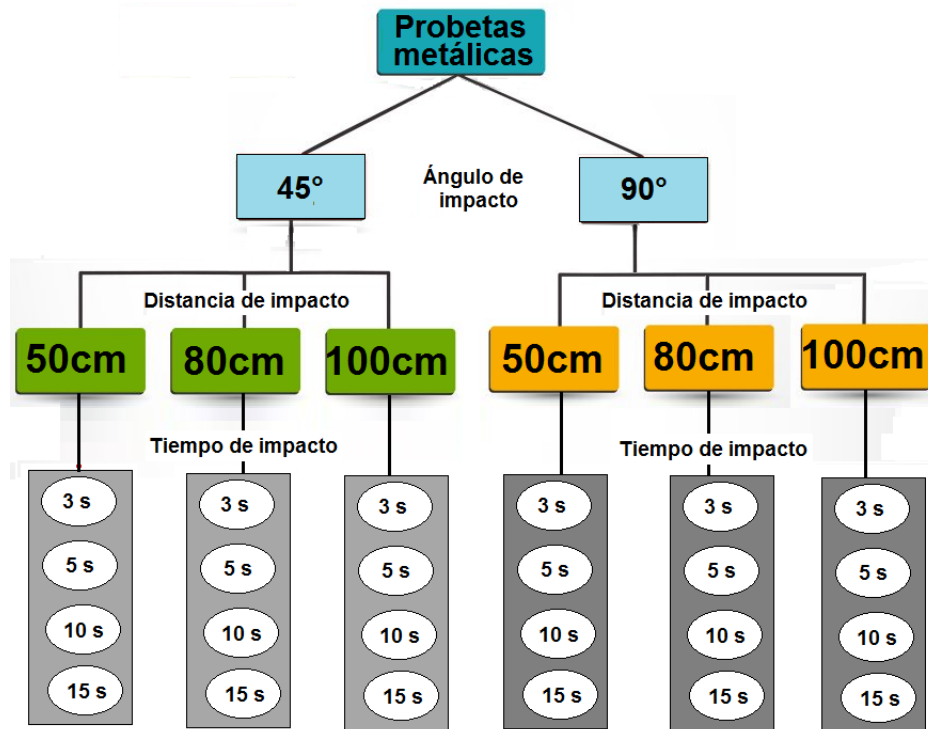 Probetas
metálicas
45°
Ángulo de
impacto
90°
Distancia de impacto
Distancia de impacto
50cm
80cm
100cm
50cm
80cm
100cm
Tiempo de impacto
Tiempo de impacto
3 s
3 s
3 s
3 s
3 s
3 s
5 s
5 s
5 s
5 s
5 s
5 s
10 s
10 s
10 s
10 s
10 s
10 s
15 s
15 s
15 s
15 s
15 s
15 s